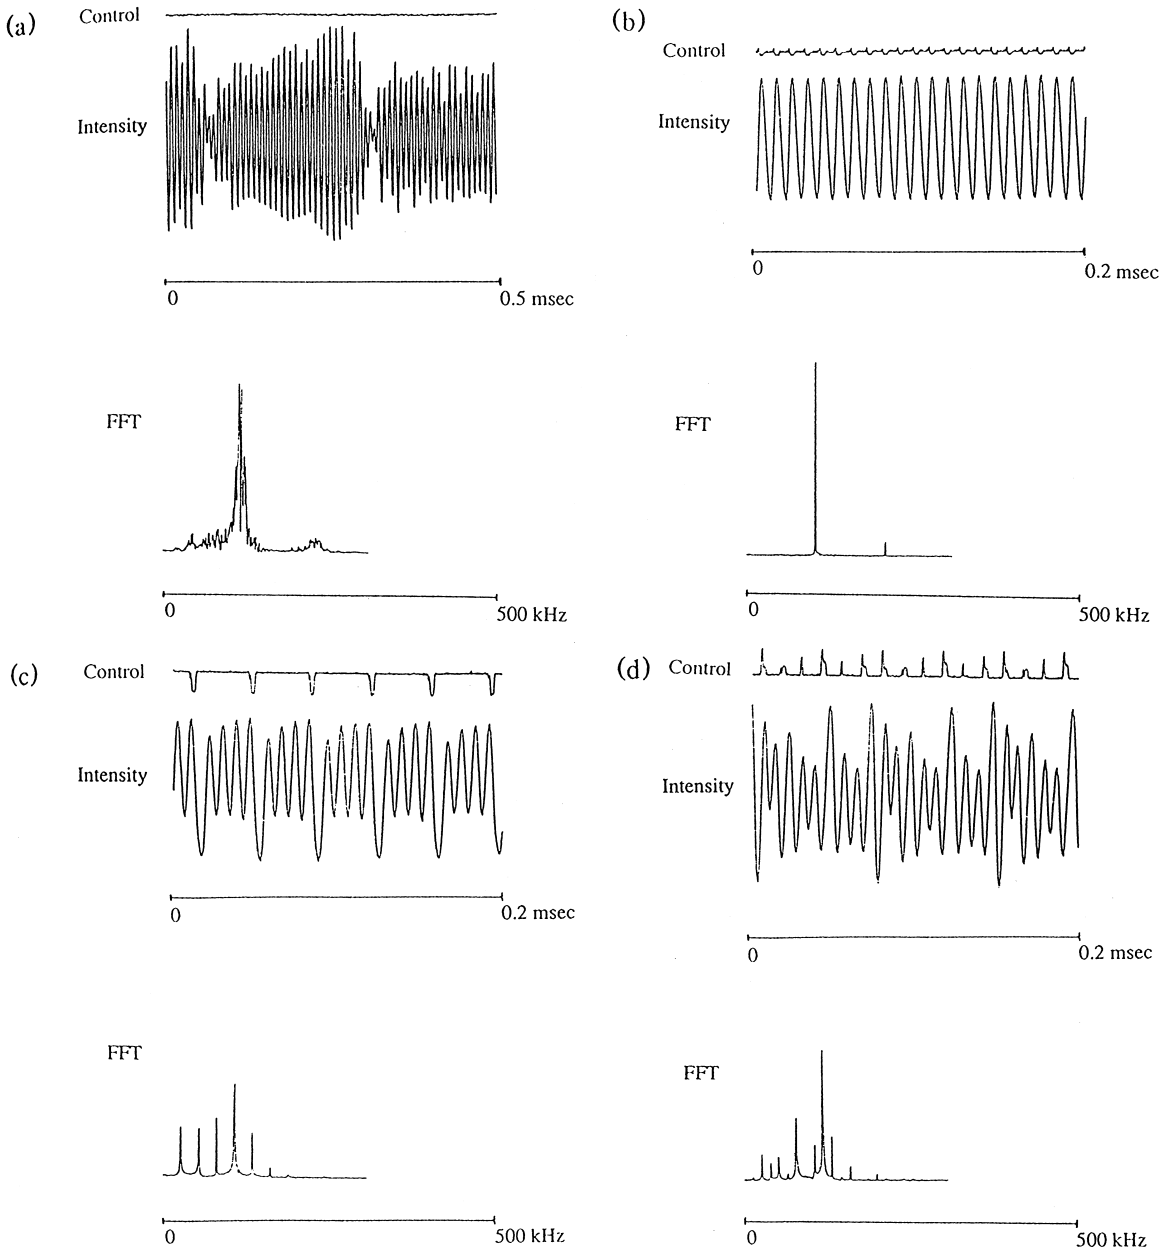 (a)
Control
Intensity
0
0.5 msec
FFT
0
500 kHz
(b)
Control
Intensity
0
0.2 msec
FFT
0
500 kHz
(c)
Control
Intensity
0
0.2 msec
FFT
0
500 kHz
(d)
Control
Intensity
0
0.2 msec
FFT
0
500 kHz